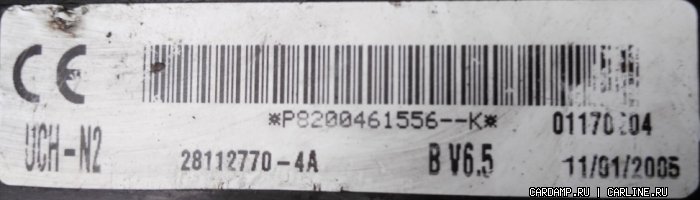 CE
*P8200461556--K*
UCH-N2
28112770-4A
B V6.5
11/01/2005
CARDAMP.RU | CARLINE.RU